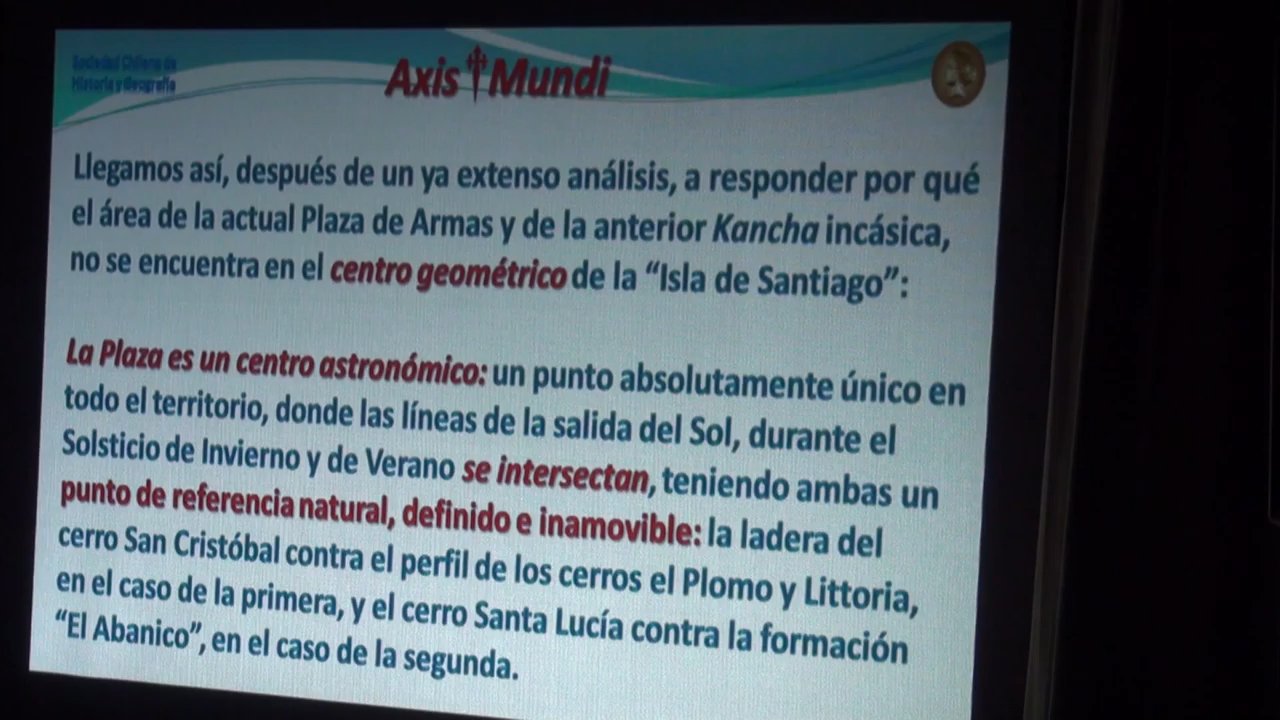 Sociedad Chilena de
Historia y Geografía
Axis Mundi
Llegamos así, después de un ya extenso análisis, a responder por qué
el área de la actual Plaza de Armas y de la anterior Kancha incásica,
no se encuentra en el centro geométrico de la “Isla de Santiago”:
La Plaza es un centro astronómico: un punto absolutamente único en
todo el territorio, donde las líneas de la salida del Sol, durante el
Solsticio de Invierno y de Verano se intersectan, teniendo ambas un
punto de referencia natural, definido e inamovible: la ladera del
cerro San Cristóbal contra el perfil de los cerros el Plomo y Littoria,
en el caso de la primera, y el cerro Santa Lucía contra la formación
“El Abanico”, en el caso de la segunda.